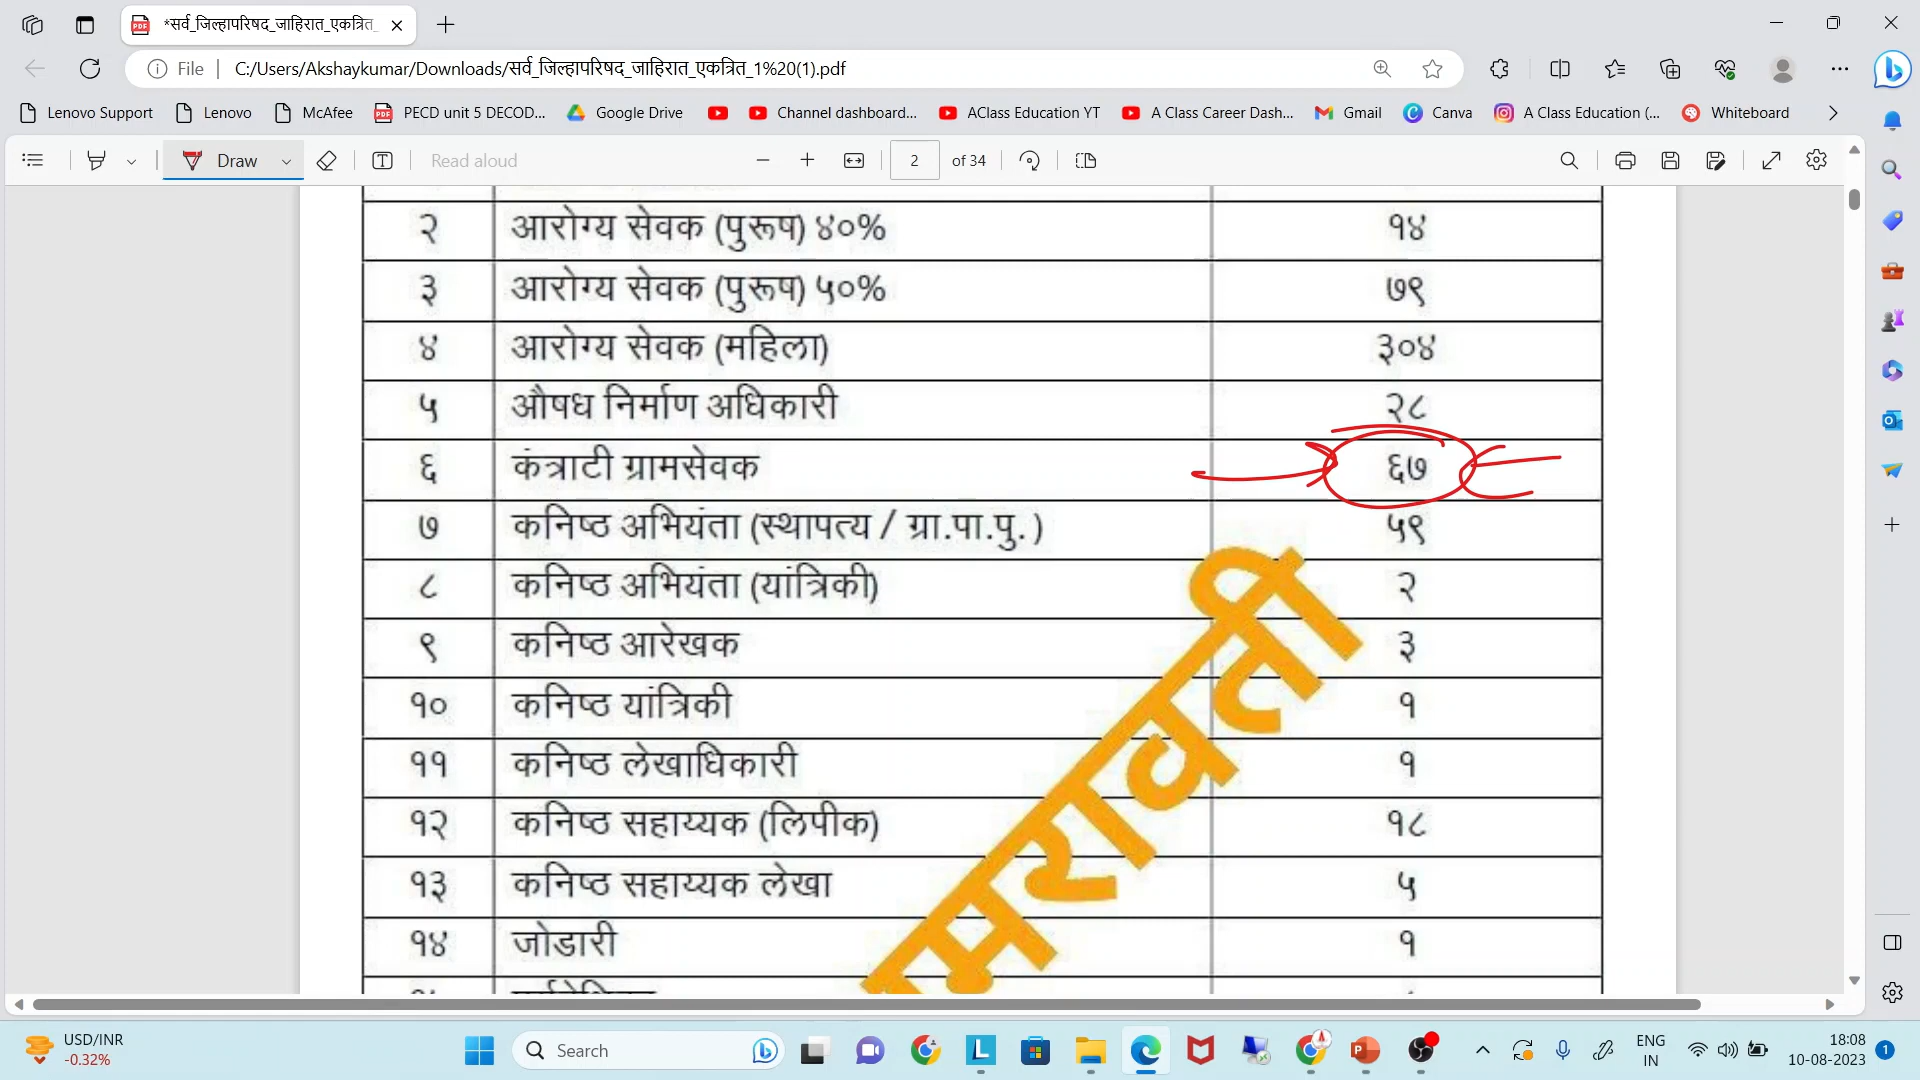 *सर्व_जिल्हापरिषद_जाहिरात_एकत्रित_
File
C:/Users/Akshaykumar/Downloads/सर्व_जिल्हापरिषद_जाहिरात_एकत्रित_1%20(1).pdf
Lenovo Support
Lenovo
McAfee
PECD unit 5 DECOD...
Google Drive
Channel dashboard...
AClass Education YT
A Class Career Dash...
Gmail
Canva
A Class Education (...
Whiteboard
Draw
Read aloud
2
of 34
२ आरोग्य सेवक (पुरूष) ४०% १४
३ आरोग्य सेवक (पुरूष) ५०% ७९
४ आरोग्य सेवक (महिला) ३०४
५ औषध निर्माण अधिकारी २८
६ कंत्राटी ग्रामसेवक ६७
७ कनिष्ठ अभियंता (स्थापत्य / ग्रा.पा.पु.) ५९
८ कनिष्ठ अभियंता (यांत्रिकी) २
९ कनिष्ठ आरेखक ३
१० कनिष्ठ यांत्रिकी १
११ कनिष्ठ लेखाधिकारी १
१२ कनिष्ठ सहाय्यक (लिपीक) १८
१३ कनिष्ठ सहाय्यक लेखा ५
१४ जोडारी १
मरावती
USD/INR
-0.32%
Search
ENG
IN
18:08
10-08-2023
1